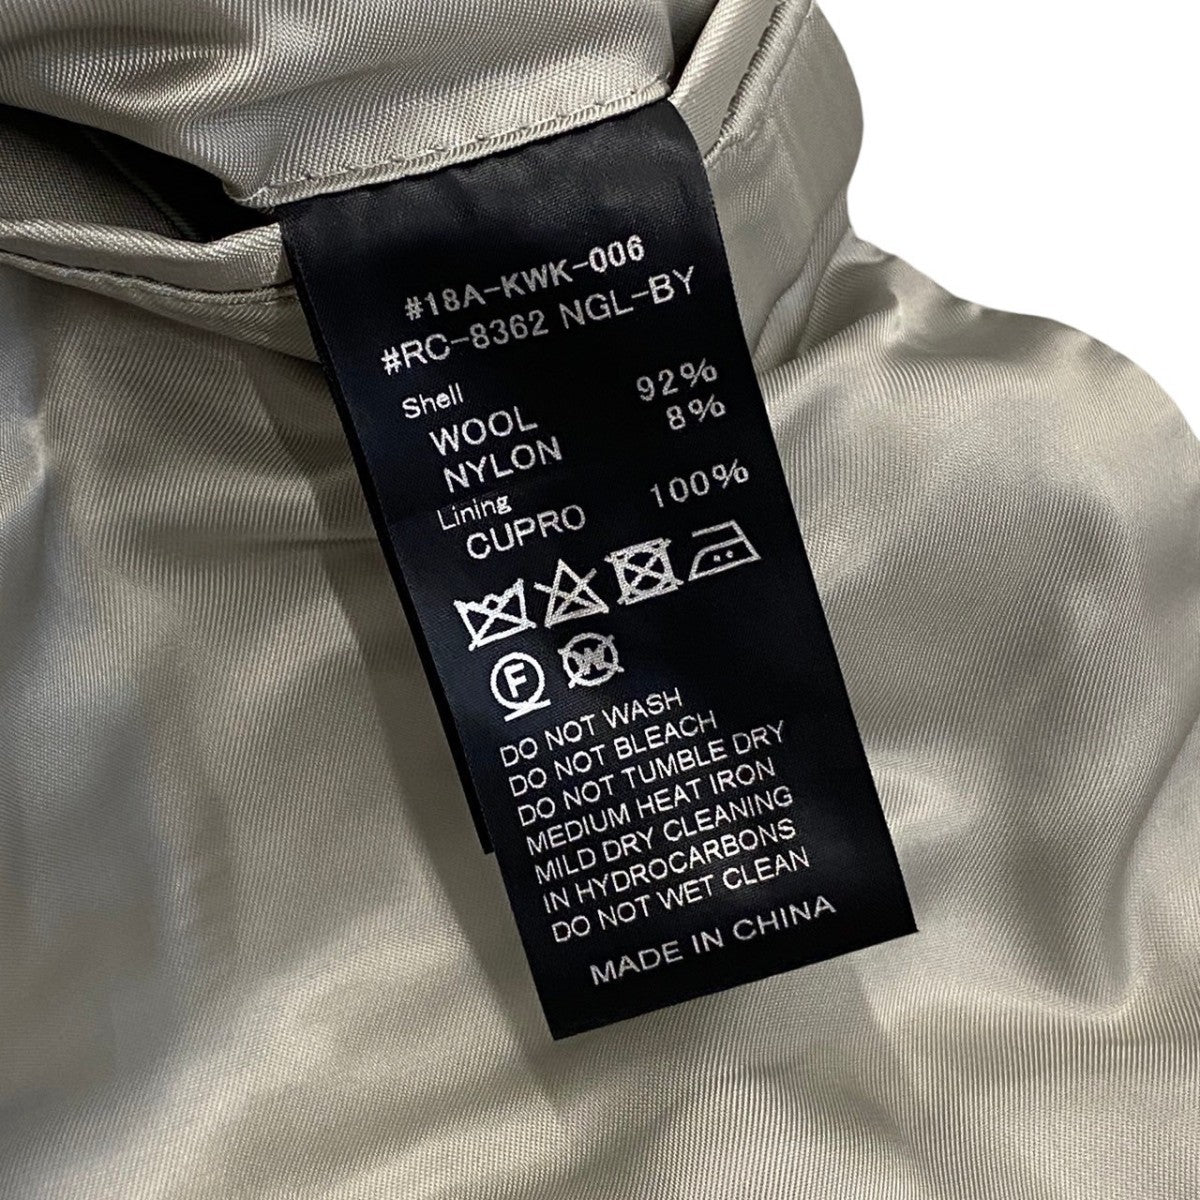 #18A-KWK-006
#RC-8362 NGL-BY
Shell
WOOL 92%
NYLON 8%
Lining
CUPRO 100%
F W
DO NOT WASH
DO NOT BLEACH
DO NOT TUMBLE DRY
MEDIUM HEAT IRON
MILD DRY CLEANING
IN HYDROCARBONS
DO NOT WET CLEAN
MADE IN CHINA